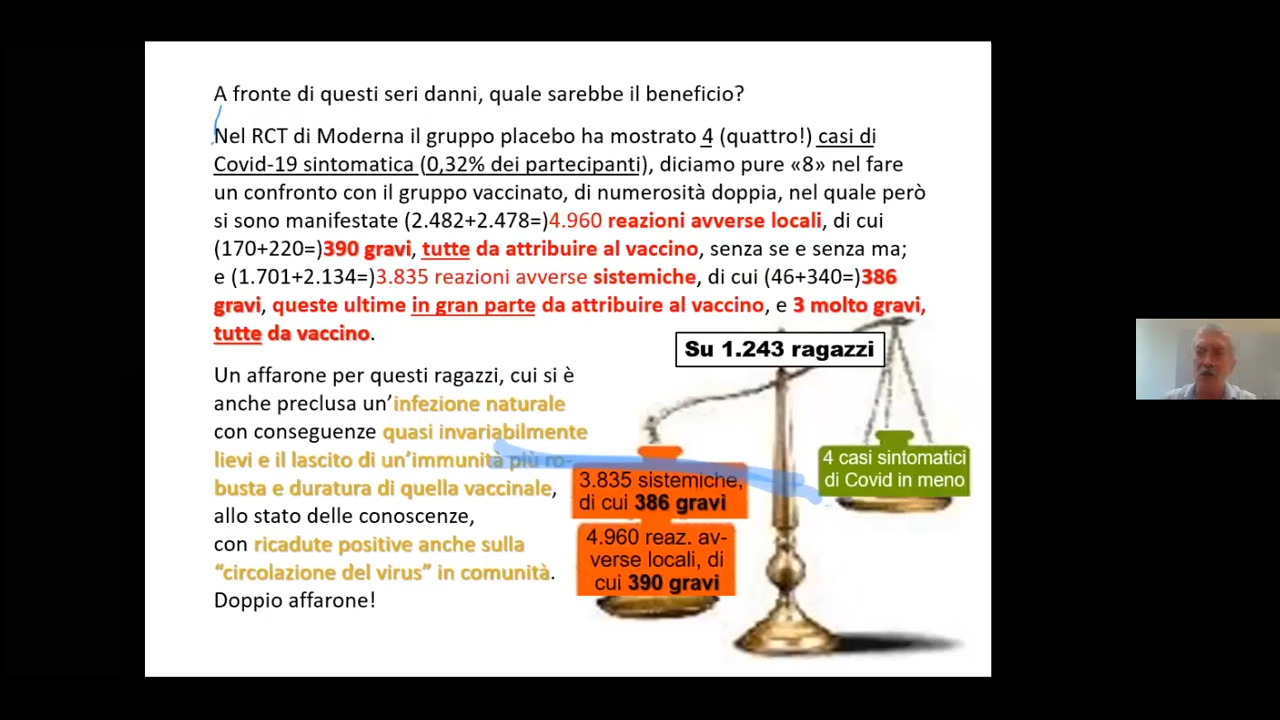 A fronte di questi seri danni, quale sarebbe il beneficio?
Nel RCT di Moderna il gruppo placebo ha mostrato 4 (quattro!) casi di
Covid-19 sintomatica (0,32% dei partecipanti), diciamo pure «8» nel fare
un confronto con il gruppo vaccinato, di numerosità doppia, nel quale però
si sono manifestate (2.482+2.478=)4.960 reazioni avverse locali, di cui
(170+220=)390 gravi, tutte da attribuire al vaccino, senza se e senza ma;
e (1.701+2.134=)3.835 reazioni avverse sistemiche, di cui (46+340=)386
gravi, queste ultime in gran parte da attribuire al vaccino, e 3 molto gravi,
tutte da vaccino.
Su 1.243 ragazzi
Un affarone per questi ragazzi, cui si è
anche preclusa un'infezione naturale
con conseguenze quasi invariabilmente
lievi e il lascito di un'immunità più ro-
busta e duratura di quella vaccinale,
allo stato delle conoscenze,
con ricadute positive anche sulla
"circolazione del virus" in comunità.
Doppio affarone!
3.835 sistemiche,
di cui 386 gravi
4.960 reaz. av-
verse locali, di
cui 390 gravi
4 casi sintomatici
di Covid in meno